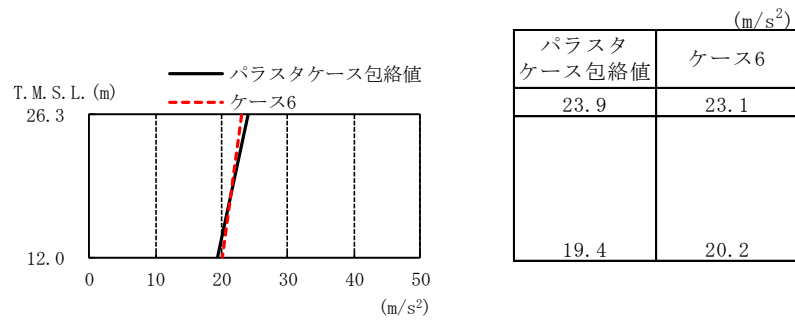 パラスタケース包絡値
ケース6
T.M.S.L.(m)
26.3
12.0
0 10 20 30 40 50
(m/s²)
(m/s²)
パラスタ
ケース包絡値 ケース6
23.9 23.1
19.4 20.2